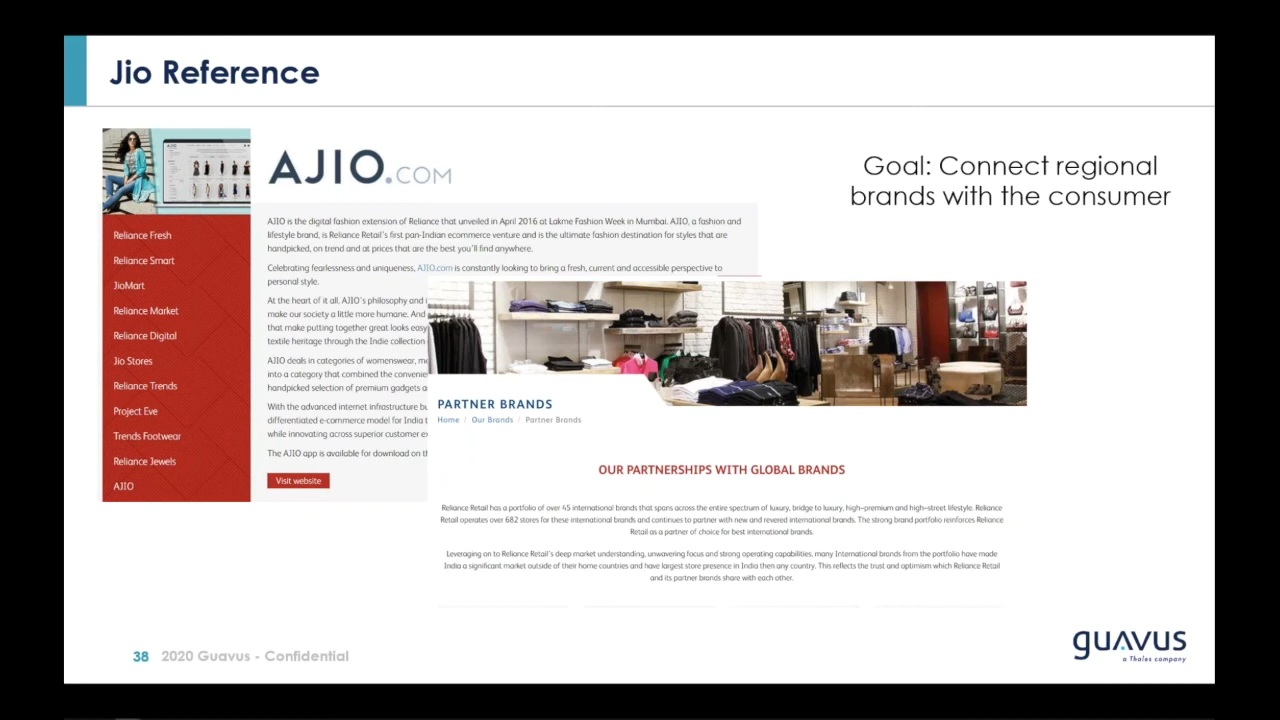 Jio Reference
AJIO.COM
Goal: Connect regional
brands with the consumer
Reliance Fresh
Reliance Smart
JioMart
Reliance Market
Reliance Digital
Jio Stores
Reliance Trends
Project Eve
Trends Footwear
Reliance Jewels
AJIO
AJIO is the digital fashion extension of Reliance that unveiled in April 2016 at Lakme Fashion Week in Mumbai. AJIO, a fashion and
lifestyle brand, is Reliance Retail's first pan-Indian ecommerce venture and is the ultimate fashion destination for styles that are
handpicked, on trend and at prices that are the best you'll find anywhere.
Celebrating fearlessness and uniqueness, AJIO.com is constantly looking to bring a fresh, current and accessible perspective to
personal style.
At the heart of it all, AJIO's philosophy and i
make our society a little more humane. And
that make putting together great looks easy
textile heritage through the Indie collection
AJIO deals in categories of womenswear, me
into a category that combined the convenie
handpicked selection of premium gadgets a
With the advanced internet infrastructure bu
differentiated e-commerce model for India t
while innovating across superior customer ex
The AJIO app is available for download on th
Visit website
PARTNER BRANDS
Home / Our Brands / Partner Brands
OUR PARTNERSHIPS WITH GLOBAL BRANDS
Reliance Retail has a portfolio of over 45 international brands that spans across the entire spectrum of luxury, bridge to luxury, high-premium and high-street lifestyle. Reliance
Retail operates over 682 stores for these international brands and continues to partner with new and revered international brands. The strong brand portfolio reinforces Reliance
Retail as a partner of choice for best international brands.
Leveraging on to Reliance Retail's deep market understanding, unwavering focus and strong operating capabilities, many International brands from the portfolio have made
India a significant market outside of their home countries and have largest store presence in India then any country. This reflects the trust and optimism which Reliance Retail
and its partner brands share with each other.
38 2020 Guavus - Confidential
guavus
a Thales company